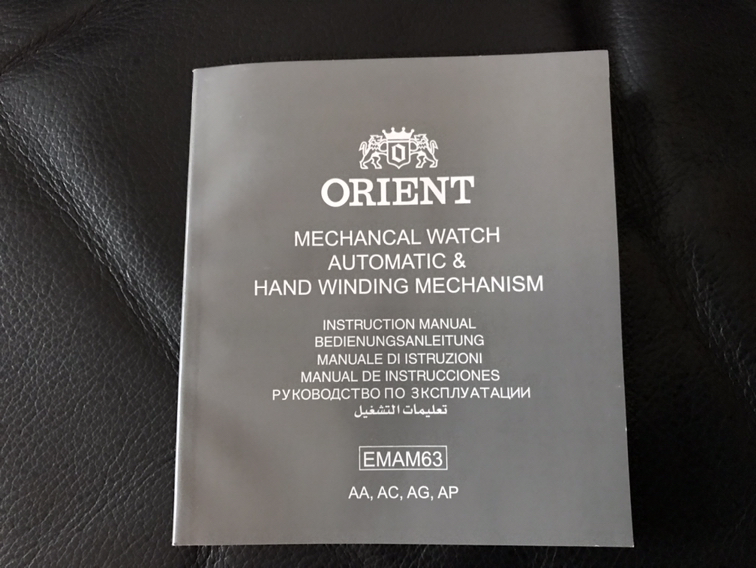 ORIENT
MECHANCAL WATCH
AUTOMATIC &
HAND WINDING MECHANISM
INSTRUCTION MANUAL
BEDIENUNGSANLEITUNG
MANUALE DI ISTRUZIONI
MANUAL DE INSTRUCCIONES
РУКОВОДСТВО ПО ЗКСПЛУАТАЦИИ
تعليمات التشغيل
EMAM63
AA, AC, AG, AP